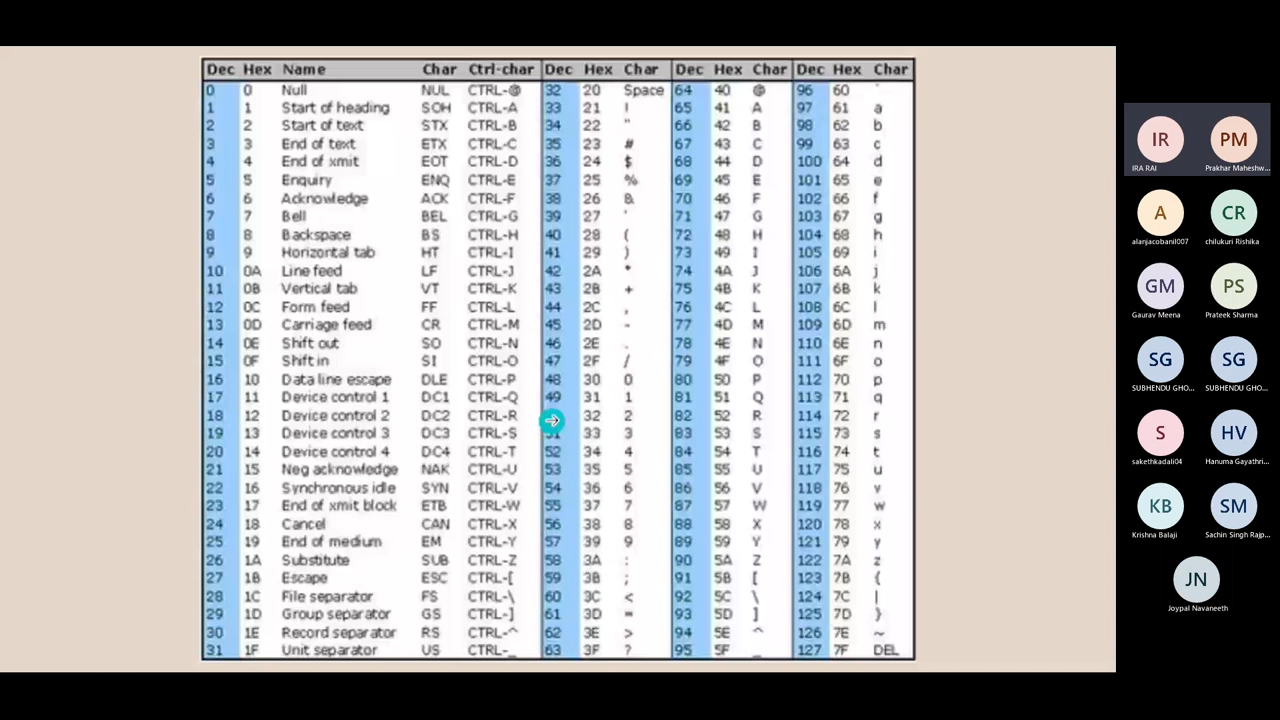 Dec Hex Name Char Ctrl-char Dec Hex Char Dec Hex Char Dec Hex Char
0 0 Null NUL CTRL-@ 32 20 Space 64 40 @ 96 60 `
1 1 Start of heading SOH CTRL-A 33 21 ! 65 41 A 97 61 a
2 2 Start of text STX CTRL-B 34 22 " 66 42 B 98 62 b
3 3 End of text ETX CTRL-C 35 23 # 67 43 C 99 63 c
4 4 End of xmit EOT CTRL-D 36 24 $ 68 44 D 100 64 d
5 5 Enquiry ENQ CTRL-E 37 25 % 69 45 E 101 65 e
6 6 Acknowledge ACK CTRL-F 38 26 & 70 46 F 102 66 f
7 7 Bell BEL CTRL-G 39 27 ' 71 47 G 103 67 g
8 8 Backspace BS CTRL-H 40 28 ( 72 48 H 104 68 h
9 9 Horizontal tab HT CTRL-I 41 29 ) 73 49 I 105 69 i
10 0A Line feed LF CTRL-J 42 2A * 74 4A J 106 6A j
11 0B Vertical tab VT CTRL-K 43 2B + 75 4B K 107 6B k
12 0C Form feed FF CTRL-L 44 2C , 76 4C L 108 6C l
13 0D Carriage feed CR CTRL-M 45 2D - 77 4D M 109 6D m
14 0E Shift out SO CTRL-N 46 2E . 78 4E N 110 6E n
15 0F Shift in SI CTRL-O 47 2F / 79 4F O 111 6F o
16 10 Data line escape DLE CTRL-P 48 30 0 80 50 P 112 70 p
17 11 Device control 1 DC1 CTRL-Q 49 31 1 81 51 Q 113 71 q
18 12 Device control 2 DC2 CTRL-R 32 2 82 52 R 114 72 r
19 13 Device control 3 DC3 CTRL-S 51 33 3 83 53 S 115 73 s
20 14 Device control 4 DC4 CTRL-T 52 34 4 84 54 T 116 74 t
21 15 Neg acknowledge NAK CTRL-U 53 35 5 85 55 U 117 75 u
22 16 Synchronous idle SYN CTRL-V 54 36 6 86 56 V 118 76 v
23 17 End of xmit block ETB CTRL-W 55 37 7 87 57 W 119 77 w
24 18 Cancel CAN CTRL-X 56 38 8 88 58 X 120 78 x
25 19 End of medium EM CTRL-Y 57 39 9 89 59 Y 121 79 y
26 1A Substitute SUB CTRL-Z 58 3A : 90 5A Z 122 7A z
27 1B Escape ESC CTRL-[ 59 3B ; 91 5B [ 123 7B {
28 1C File separator FS CTRL-\ 60 3C < 92 5C \ 124 7C |
29 1D Group separator GS CTRL-] 61 3D = 93 5D ] 125 7D }
30 1E Record separator RS CTRL-^ 62 3E > 94 5E ^ 126 7E ~
31 1F Unit separator US CTRL-_ 63 3F ? 95 5F _ 127 7F DEL
IR PM
IRA RAI Prakhar Maheshw...
A CR
alanjacobanil007 chilukuri Rishika
GM PS
Gaurav Meena Prateek Sharma
SG SG
SUBHENDU GHO... SUBHENDU GHO...
S HV
sakethkadali04 Hanuma Gayathri...
KB SM
Krishna Balaji Sachin Singh Rajp...
JN
Joypal Navaneeth